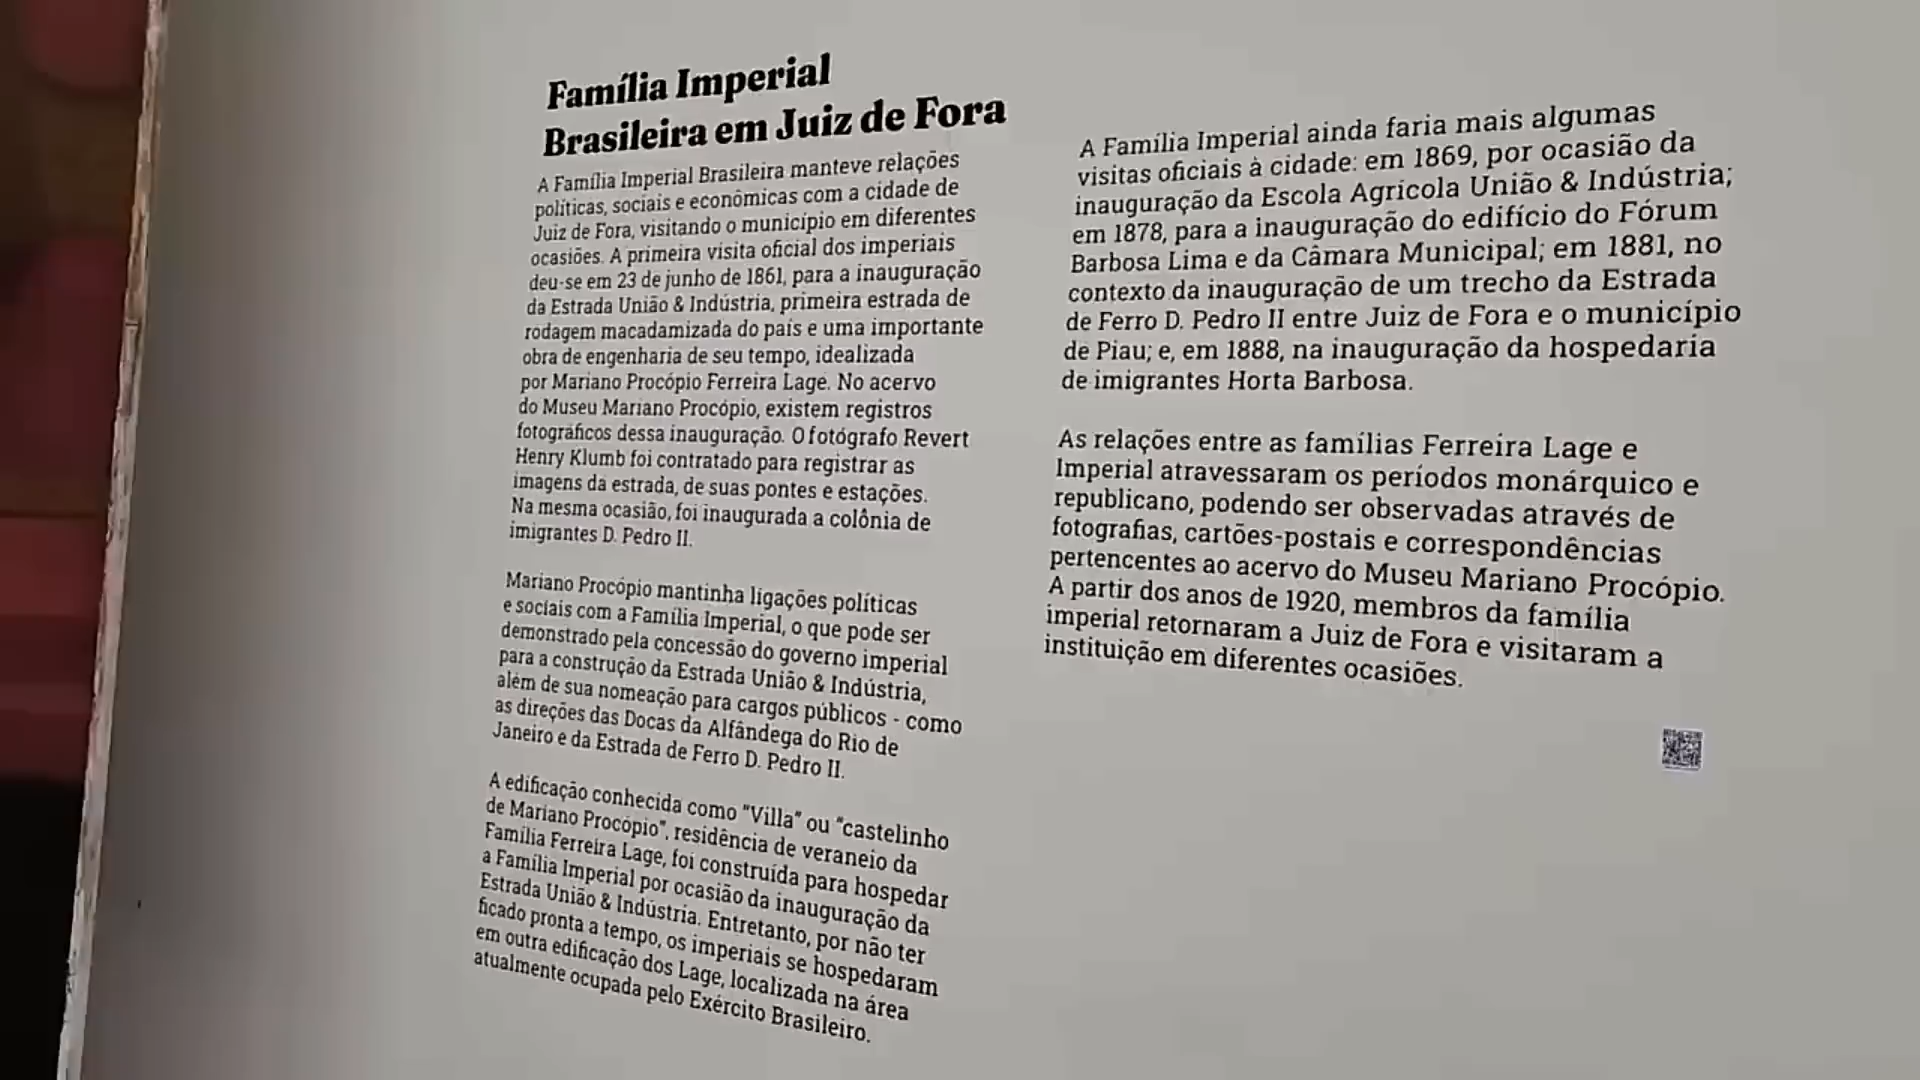 Família Imperial
Brasileira em Juiz de Fora
A Família Imperial Brasileira manteve relações
políticas, sociais e econômicas com a cidade de
Juiz de Fora, visitando o município em diferentes
ocasiões. A primeira visita oficial dos imperiais
deu-se em 23 de junho de 1861, para a inauguração
da Estrada União & Indústria, primeira estrada de
rodagem macadamizada do país e uma importante
obra de engenharia de seu tempo, idealizada
por Mariano Procópio Ferreira Lage. No acervo
do Museu Mariano Procópio, existem registros
fotográficos dessa inauguração. O fotógrafo Revert
Henry Klumb foi contratado para registrar as
imagens da estrada, de suas pontes e estações.
Na mesma ocasião, foi inaugurada a colônia de
imigrantes D. Pedro II.
Mariano Procópio mantinha ligações políticas
e sociais com a Família Imperial, o que pode ser
demonstrado pela concessão do governo imperial
para a construção da Estrada União & Indústria,
além de sua nomeação para cargos públicos - como
as direções das Docas da Alfândega do Rio de
Janeiro e da Estrada de Ferro D. Pedro II.
A edificação conhecida como "Villa" ou "castelinho
de Mariano Procópio", residência de veraneio da
Família Ferreira Lage, foi construída para hospedar
a Família Imperial por ocasião da inauguração da
Estrada União & Indústria. Entretanto, por não ter
ficado pronta a tempo, os imperiais se hospedaram
em outra edificação dos Lage, localizada na área
atualmente ocupada pelo Exército Brasileiro.
A Família Imperial ainda faria mais algumas
visitas oficiais à cidade: em 1869, por ocasião da
inauguração da Escola Agrícola União & Indústria;
em 1878, para a inauguração do edifício do Fórum
Barbosa Lima e da Câmara Municipal; em 1881, no
contexto da inauguração de um trecho da Estrada
de Ferro D. Pedro II entre Juiz de Fora e o município
de Piau; e, em 1888, na inauguração da hospedaria
de imigrantes Horta Barbosa.
As relações entre as famílias Ferreira Lage e
Imperial atravessaram os períodos monárquico e
republicano, podendo ser observadas através de
fotografias, cartões-postais e correspondências
pertencentes ao acervo do Museu Mariano Procópio.
A partir dos anos de 1920, membros da família
imperial retornaram a Juiz de Fora e visitaram a
instituição em diferentes ocasiões.